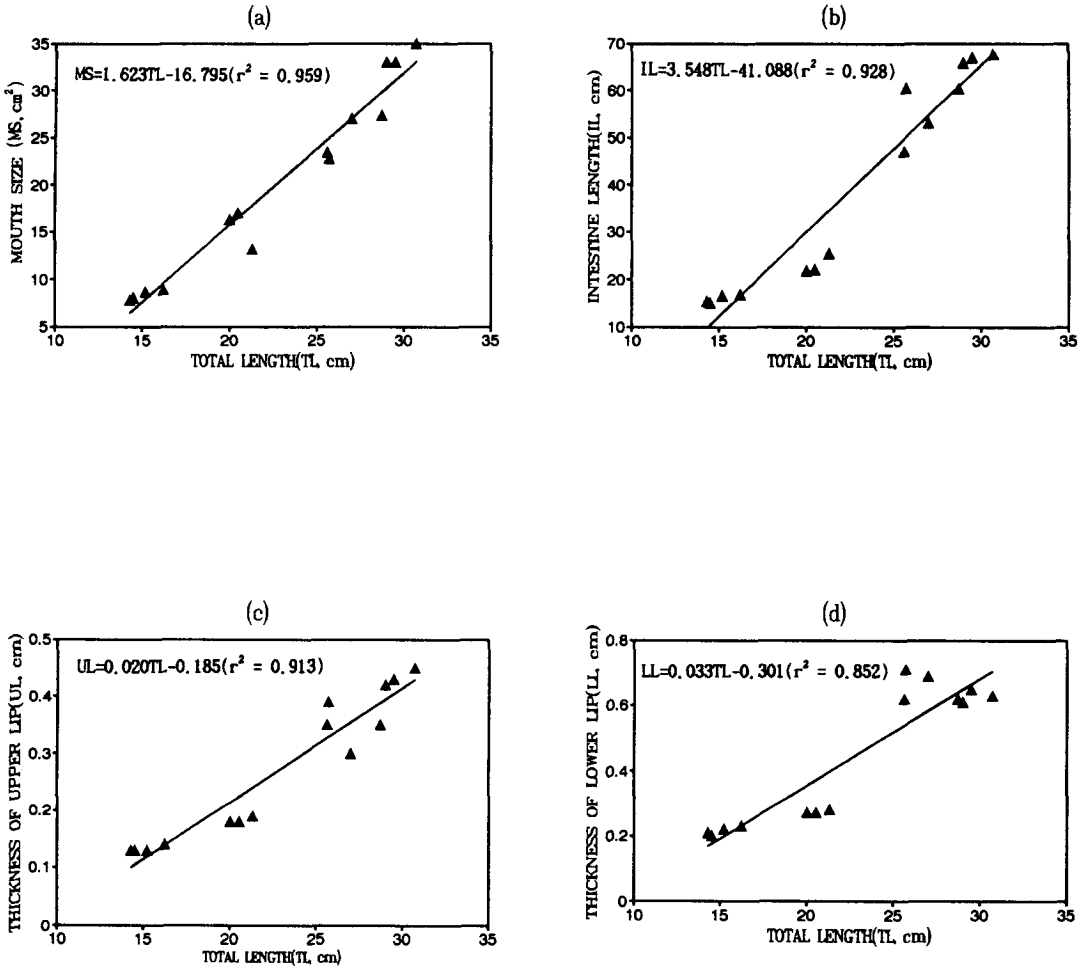 (a)
MS=1.623TL-16.795(r² = 0.959)
MOUTH SIZE (MS, cm²)
35
30
25
20
15
10
5
10 15 20 25 30 35
TOTAL LENGTH(TL, cm)
(b)
IL=3.548TL-41.088(r² = 0.928)
INTESTINE LENGTH(IL, cm)
70
60
50
40
30
20
10
10 15 20 25 30 35
TOTAL LENGTH(TL, cm)
(c)
UL=0.020TL-0.185(r² = 0.913)
THICKNESS OF UPPER LIP(UL, cm)
0.5
0.4
0.3
0.2
0.1
0
10 15 20 25 30 35
TOTAL LENGTH(TL, cm)
(d)
LL=0.033TL-0.301(r² = 0.852)
THICKNESS OF LOWER LIP(LL, cm)
0.8
0.6
0.4
0.2
0
10 15 20 25 30 35
TOTAL LENGTH(TL, cm)